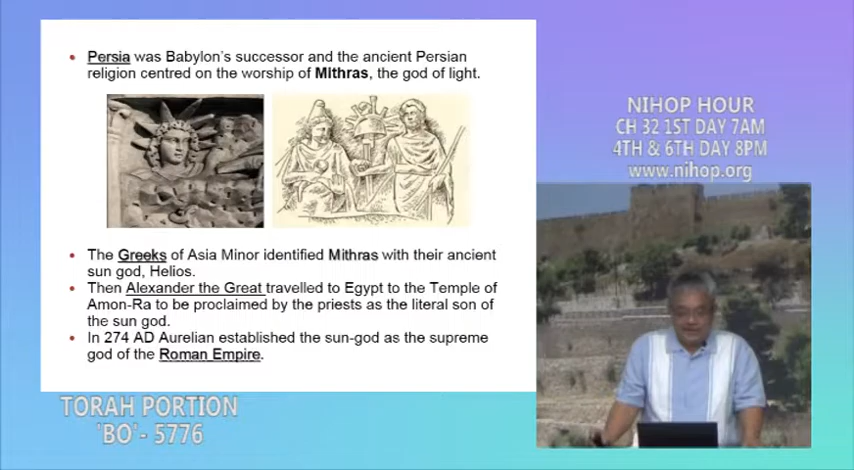 • Persia was Babylon's successor and the ancient Persian
religion centred on the worship of Mithras, the god of light.
• The Greeks of Asia Minor identified Mithras with their ancient
sun god, Helios.
• Then Alexander the Great travelled to Egypt to the Temple of
Amon-Ra to be proclaimed by the priests as the literal son of
the sun god.
• In 274 AD Aurelian established the sun-god as the supreme
god of the Roman Empire.
NIHOP HOUR
CH 32 1ST DAY 7AM
4TH & 6TH DAY 8PM
www.nihop.org
TORAH PORTION
'BO'- 5776